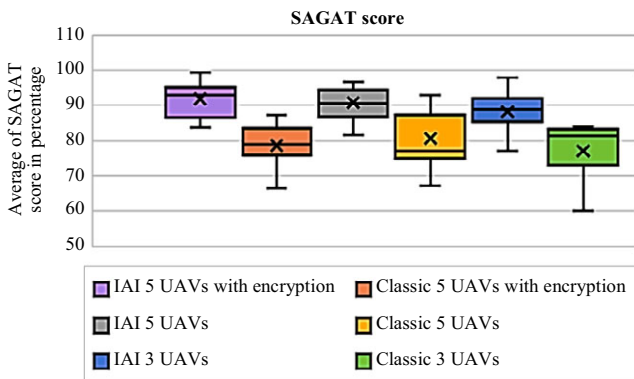 SAGAT score
Average of SAGAT
score in percentage
110
100
90
80
70
60
50
IAI 5 UAVs with encryption
Classic 5 UAVs with encryption
IAI 5 UAVs
Classic 5 UAVs
IAI 3 UAVs
Classic 3 UAVs